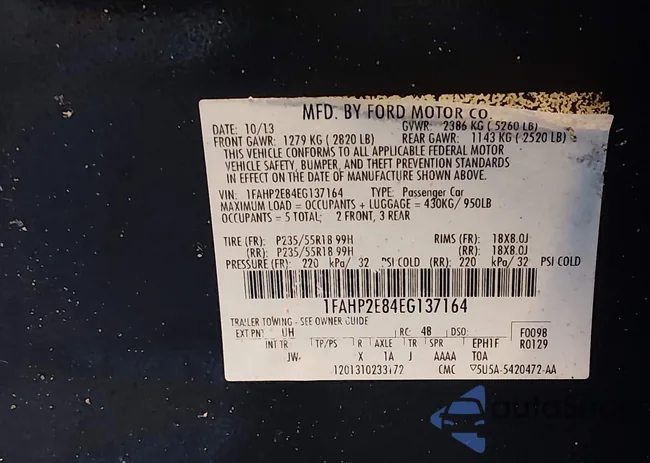 MFD. BY FORD MOTOR CO.
DATE: 10/13 GVWR: 2386 KG ( 5260 LB)
FRONT GAWR: 1279 KG ( 2820 LB) REAR GAWR: 1143 KG ( 2520 LB)
THIS VEHICLE CONFORMS TO ALL APPLICABLE FEDERAL MOTOR
VEHICLE SAFETY, BUMPER, AND THEFT PREVENTION STANDARDS
IN EFFECT ON THE DATE OF MANUFACTURE SHOWN ABOVE.
VIN: 1FAHP2E84EG137164 TYPE: Passenger Car
MAXIMUM LOAD = OCCUPANTS + LUGGAGE = 430KG/ 950LB
OCCUPANTS = 5 TOTAL: 2 FRONT, 3 REAR
TIRE (FR): P235/55R18 99H RIMS (FR): 18X8.0J
(RR): P235/55R18 99H (RR): 18X8.0J
PRESSURE (FR): 220 kPa/ 32 PSI COLD (RR): 220 kPa/ 32 PSI COLD
1FAHP2E84EG137164
TRAILER TOWING - SEE OWNER GUIDE
EXT PNT: UH RC: 48 DSO: F0098
INT TR TP/PS R AXLE TR SPR EPH1F R0129
JW X 1A J AAAA TOA
1201310233172 CMC 5U5A-5420472-AA